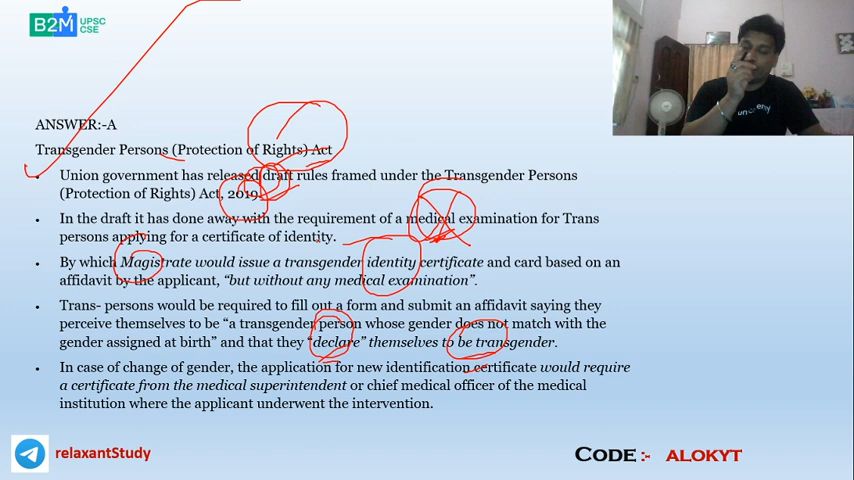 B2M UPSC
CSE
ANSWER:-A
Transgender Persons (Protection of Rights) Act
Union government has released draft rules framed under the Transgender Persons
(Protection of Rights) Act, 2019.
In the draft it has done away with the requirement of a medical examination for Trans
persons applying for a certificate of identity.
By which Magistrate would issue a transgender identity certificate and card based on an
affidavit by the applicant, “but without any medical examination”.
Trans- persons would be required to fill out a form and submit an affidavit saying they
perceive themselves to be “a transgender person whose gender does not match with the
gender assigned at birth” and that they “declare” themselves to be transgender.
In case of change of gender, the application for new identification certificate would require
a certificate from the medical superintendent or chief medical officer of the medical
institution where the applicant underwent the intervention.
relaxantStudy
CODE :- ALOKYT